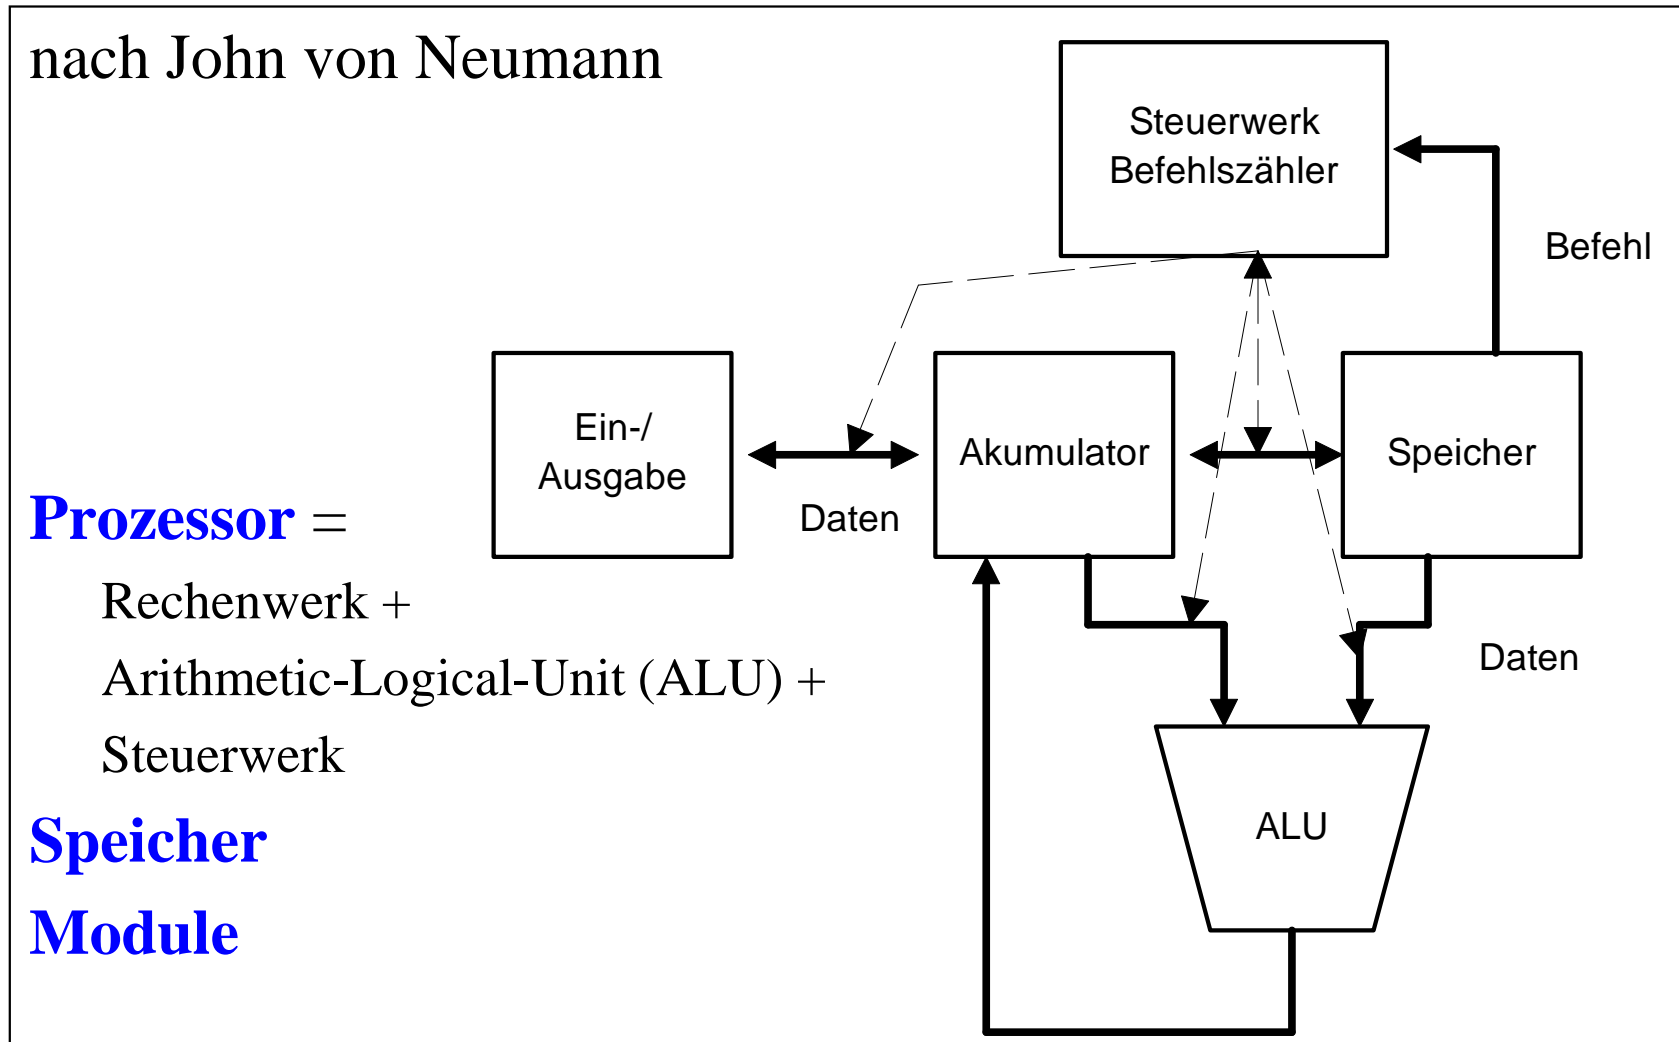 nach John von Neumann
Steuerwerk
Befehlszähler
Befehl
Ein-/
Ausgabe
Daten
Akumulator
Speicher
Daten
ALU
Prozessor =
Rechenwerk +
Arithmetic-Logical-Unit (ALU) +
Steuerwerk
Speicher
Module